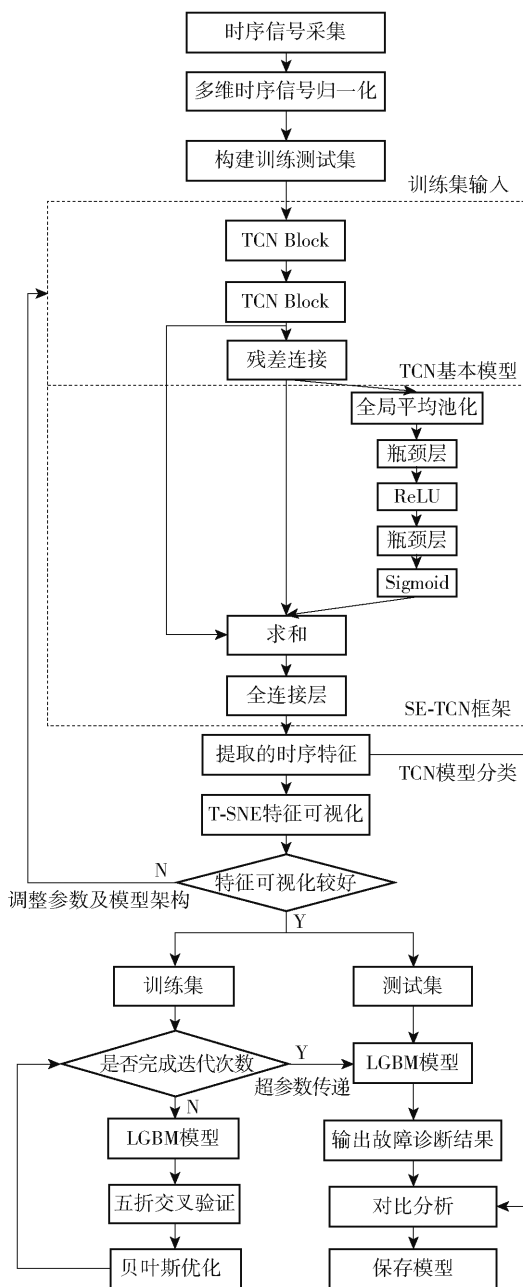 时序信号采集
多维时序信号归一化
构建训练测试集
训练集输入
TCN Block
TCN Block
残差连接
TCN基本模型
全局平均池化
瓶颈层
ReLU
瓶颈层
Sigmoid
求和
全连接层
SE-TCN框架
提取的时序特征
TCN模型分类
T-SNE特征可视化
N
特征可视化较好
调整参数及模型架构
Y
训练集
测试集
是否完成迭代次数
Y
LGBM模型
超参数传递
N
LGBM模型
输出故障诊断结果
五折交叉验证
对比分析
贝叶斯优化
保存模型